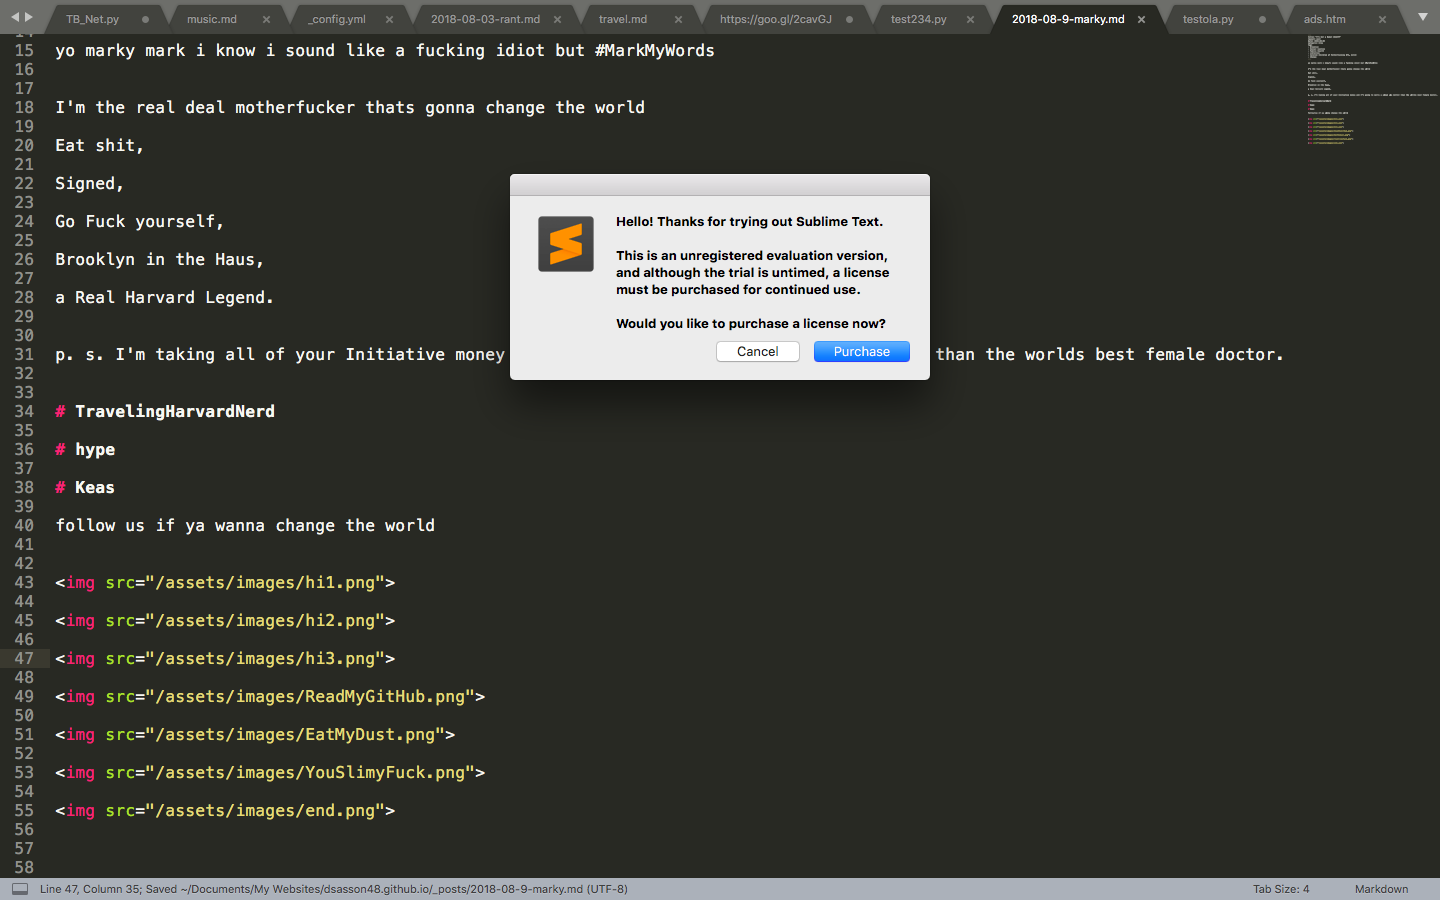 TB_Net.py
music.md
_config.yml
2018-08-03-rant.md
travel.md
https://goo.gl/2cavGJ
test234.py
2018-08-9-marky.md
testola.py
ads.htm
14
15 yo marky mark i know i sound like a fucking idiot but #MarkMyWords
16
17
18 I'm the real deal motherfucker thats gonna change the world
19
20 Eat shit,
21
22 Signed,
23
24 Go Fuck yourself,
25
26 Brooklyn in the Haus,
27
28 a Real Harvard Legend.
29
30
31 p. s. I'm taking all of your Initiative money than the worlds best female doctor.
32
33
34 # TravelingHarvardNerd
35
36 # hype
37
38 # Keas
39
40 follow us if ya wanna change the world
41
42
43 <img src="/assets/images/hi1.png">
44
45 <img src="/assets/images/hi2.png">
46
47 <img src="/assets/images/hi3.png">
48
49 <img src="/assets/images/ReadMyGitHub.png">
50
51 <img src="/assets/images/EatMyDust.png">
52
53 <img src="/assets/images/YouSlimyFuck.png">
54
55 <img src="/assets/images/end.png">
56
57
58
Hello! Thanks for trying out Sublime Text.
This is an unregistered evaluation version,
and although the trial is untimed, a license
must be purchased for continued use.
Would you like to purchase a license now?
Cancel
Purchase
Line 47, Column 35; Saved ~/Documents/My Websites/dsasson48.github.io/_posts/2018-08-9-marky.md (UTF-8)
Tab Size: 4
Markdown